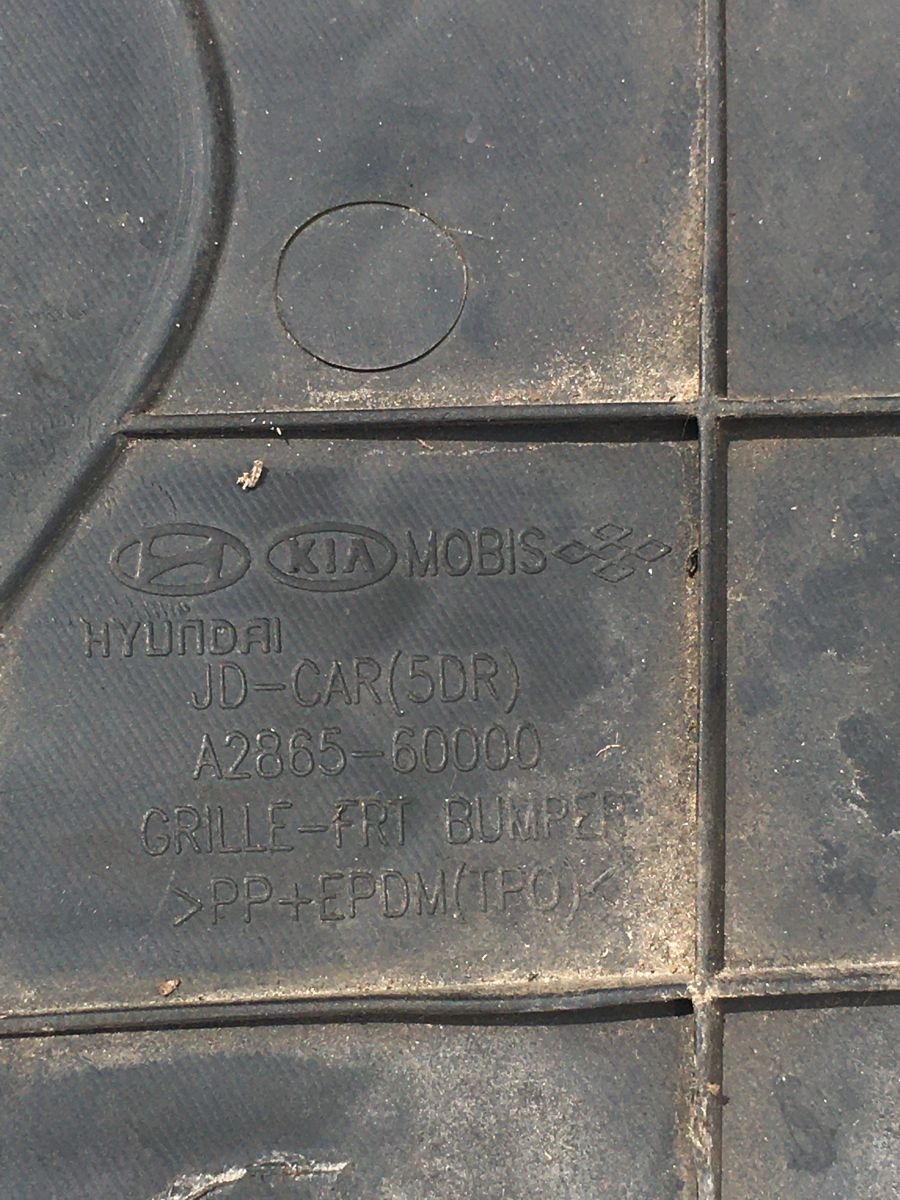 KIA MOBIS
HYUNDAI
JD-CAR(5DR)
A2865-60000
GRILLE-FRT BUMPER
>PP+EPDM(TPO)<